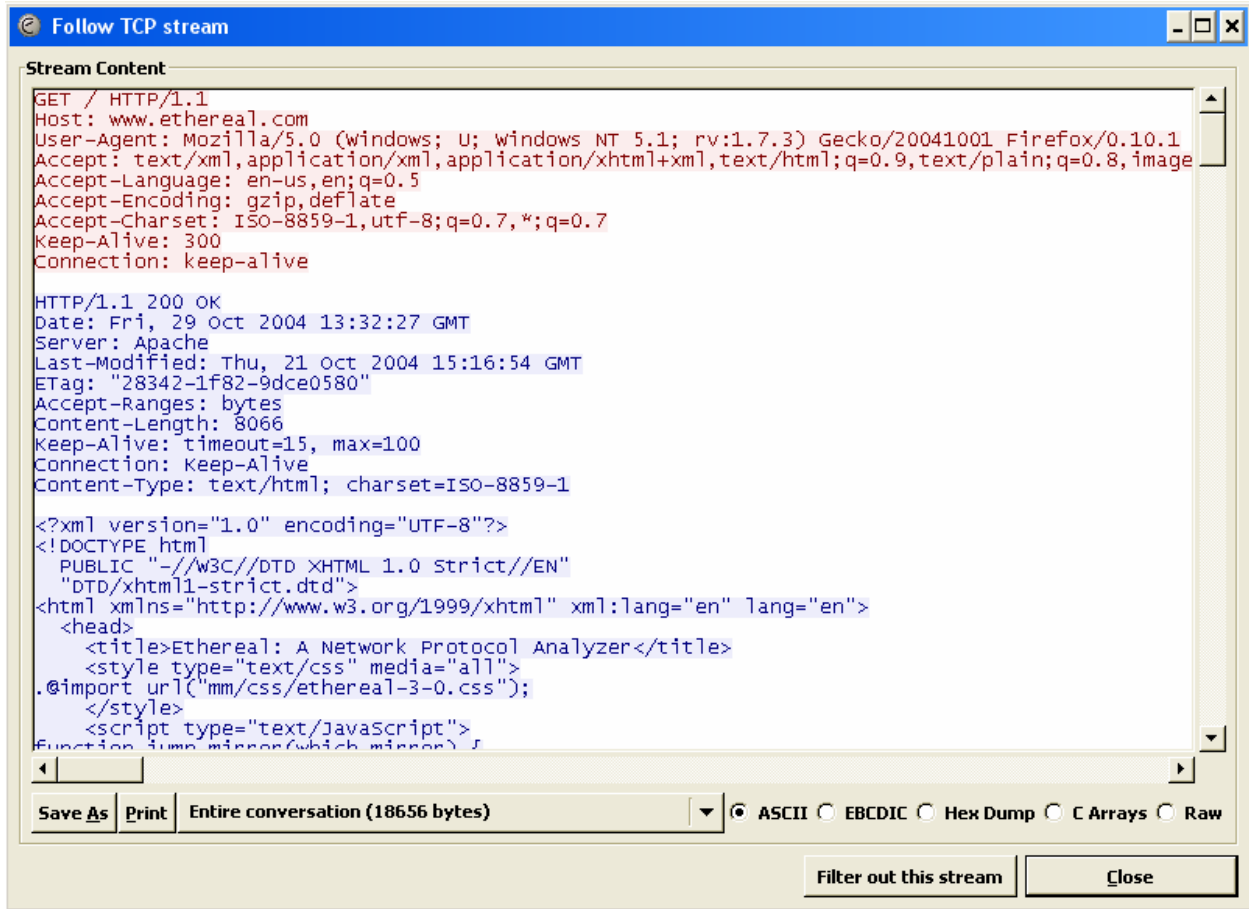 Follow TCP stream
Stream Content
GET / HTTP/1.1
Host: www.ethereal.com
User-Agent: Mozilla/5.0 (Windows; U; Windows NT 5.1; rv:1.7.3) Gecko/20041001 Firefox/0.10.1
Accept: text/xml,application/xml,application/xhtml+xml,text/html;q=0.9,text/plain;q=0.8,image
Accept-Language: en-us,en;q=0.5
Accept-Encoding: gzip,deflate
Accept-Charset: ISO-8859-1,utf-8;q=0.7,*;q=0.7
Keep-Alive: 300
Connection: keep-alive
HTTP/1.1 200 OK
Date: Fri, 29 Oct 2004 13:32:27 GMT
Server: Apache
Last-Modified: Thu, 21 Oct 2004 15:16:54 GMT
ETag: "28342-1f82-9dce0580"
Accept-Ranges: bytes
Content-Length: 8066
Keep-Alive: timeout=15, max=100
Connection: Keep-Alive
Content-Type: text/html; charset=ISO-8859-1
<?xml version="1.0" encoding="UTF-8"?>
<!DOCTYPE html
PUBLIC "-//W3C//DTD XHTML 1.0 Strict//EN"
"DTD/xhtml1-strict.dtd">
<html xmlns="http://www.w3.org/1999/xhtml" xml:lang="en" lang="en">
<head>
<title>Ethereal: A Network Protocol Analyzer</title>
<style type="text/css" media="all">
.@import url("mm/css/ethereal-3-0.css");
</style>
<script type="text/JavaScript">
function jump_mirror(which_mirror) {
Save As Print Entire conversation (18656 bytes) ASCII EBCDIC Hex Dump C Arrays Raw
Filter out this stream Close